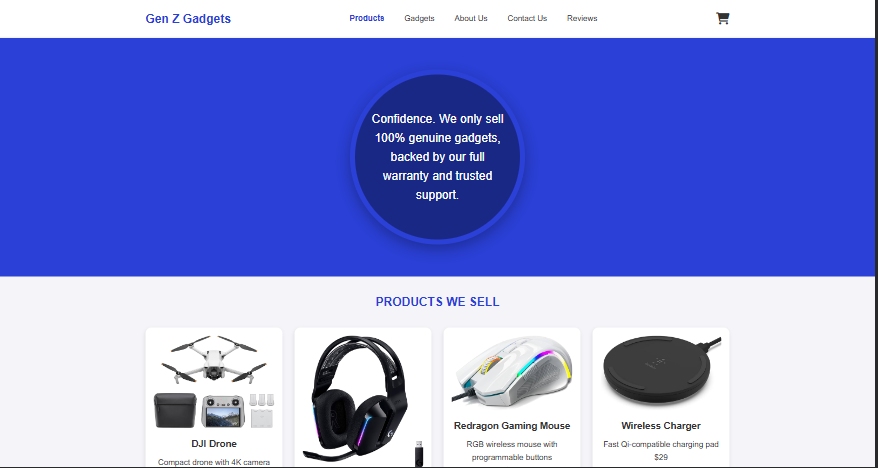 Gen Z Gadgets
Products
Gadgets
About Us
Contact Us
Reviews
Confidence. We only sell
100% genuine gadgets,
backed by our full
warranty and trusted
support.
PRODUCTS WE SELL
DJI Drone
Compact drone with 4K camera
Redragon Gaming Mouse
RGB wireless mouse with
programmable buttons
Wireless Charger
Fast Qi-compatible charging pad
$29